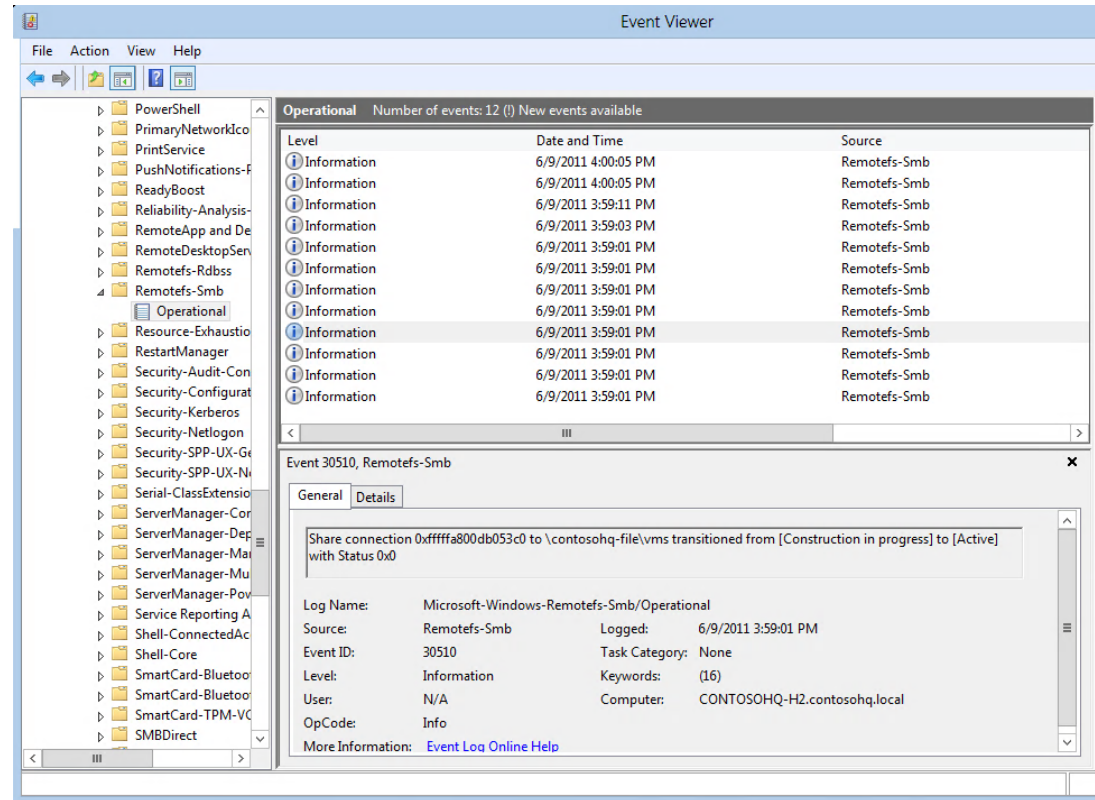 Event Viewer
File Action View Help
PowerShell
PrimaryNetworkIco
PrintService
PushNotifications-F
ReadyBoost
Reliability-Analysis-
RemoteApp and De
RemoteDesktopServ
Remotefs-Rdbss
Remotefs-Smb
Operational
Resource-Exhaustio
RestartManager
Security-Audit-Con
Security-Configurat
Security-Kerberos
Security-Netlogon
Security-SPP-UX-Ge
Security-SPP-UX-No
Serial-ClassExtensio
ServerManager-Cor
ServerManager-Dep
ServerManager-Mai
ServerManager-Mu
ServerManager-Pow
Service Reporting A
Shell-ConnectedAc
Shell-Core
SmartCard-Bluetoo
SmartCard-Bluetoo
SmartCard-TPM-VC
SMBDirect
Operational Number of events: 12 (!) New events available
Level Date and Time Source
Information 6/9/2011 4:00:05 PM Remotefs-Smb
Information 6/9/2011 4:00:05 PM Remotefs-Smb
Information 6/9/2011 3:59:11 PM Remotefs-Smb
Information 6/9/2011 3:59:03 PM Remotefs-Smb
Information 6/9/2011 3:59:01 PM Remotefs-Smb
Information 6/9/2011 3:59:01 PM Remotefs-Smb
Information 6/9/2011 3:59:01 PM Remotefs-Smb
Information 6/9/2011 3:59:01 PM Remotefs-Smb
Information 6/9/2011 3:59:01 PM Remotefs-Smb
Information 6/9/2011 3:59:01 PM Remotefs-Smb
Information 6/9/2011 3:59:01 PM Remotefs-Smb
Information 6/9/2011 3:59:01 PM Remotefs-Smb
Event 30510, Remotefs-Smb
General Details
Share connection 0xfffffa800db053c0 to \contosohq-file\vms transitioned from [Construction in progress] to [Active]
with Status 0x0
Log Name: Microsoft-Windows-Remotefs-Smb/Operational
Source: Remotefs-Smb Logged: 6/9/2011 3:59:01 PM
Event ID: 30510 Task Category: None
Level: Information Keywords: (16)
User: N/A Computer: CONTOSOHQ-H2.contosohq.local
OpCode: Info
More Information: Event Log Online Help